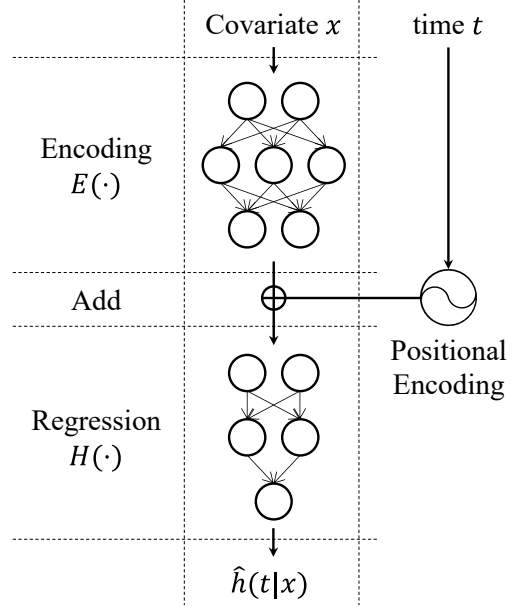 Covariate x
time t
Encoding
E(·)
Add
Positional
Encoding
Regression
H(·)
ĥ(t|x)